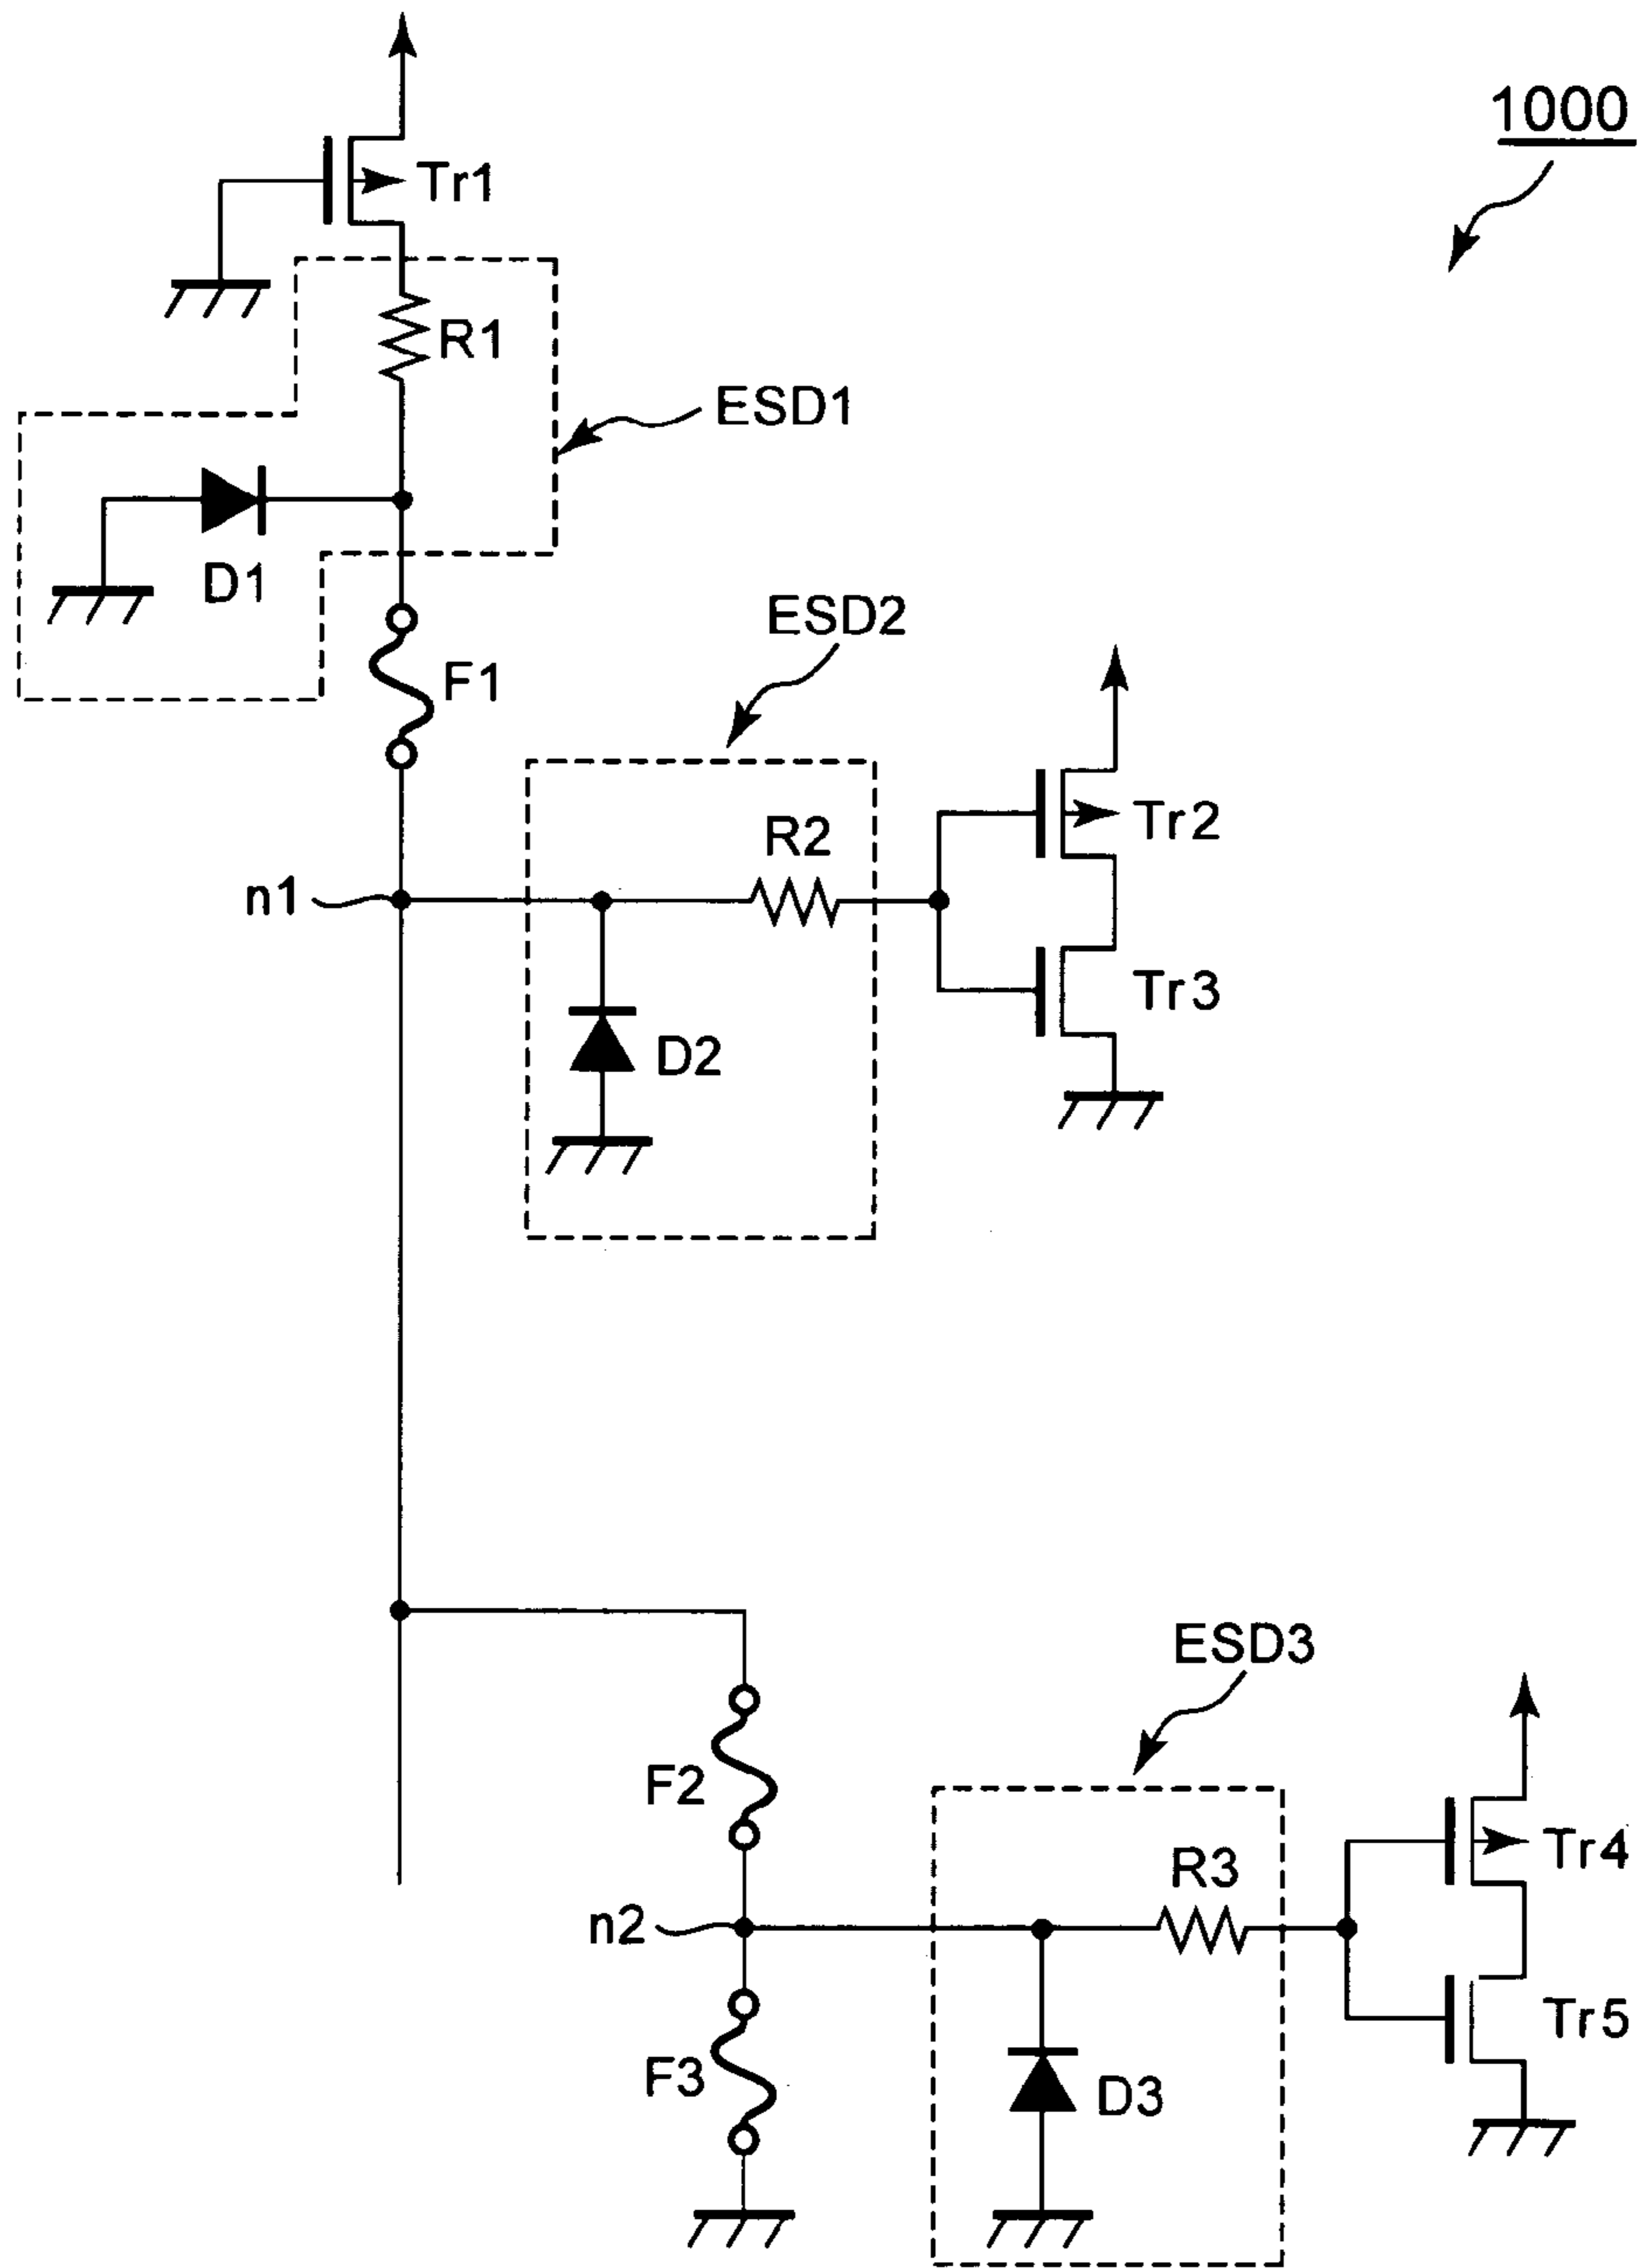 1000
Tr1
R1
ESD1
D1
ESD2
F1
R2
Tr2
n1
Tr3
D2
ESD3
F2
R3
Tr4
n2
Tr5
F3
D3